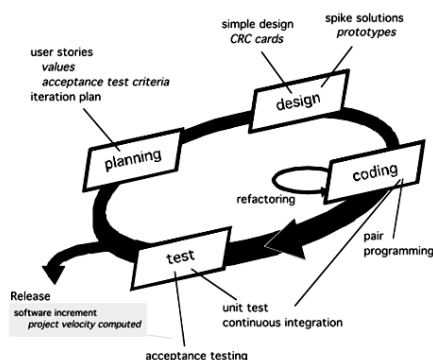 simple design
CRC cards
spike solutions
prototypes
user stories
values
acceptance test criteria
iteration plan
design
planning
coding
refactoring
test
pair
programming
Release
software increment
project velocity computed
unit test
continuous integration
acceptance testing